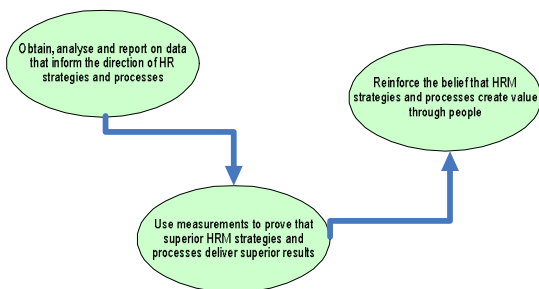 Obtain, analyse and report on data
that inform the direction of HR
strategies and processes
Use measurements to prove that
superior HRM strategies and
processes deliver superior results
Reinforce the belief that HRM
strategies and processes create value
through people